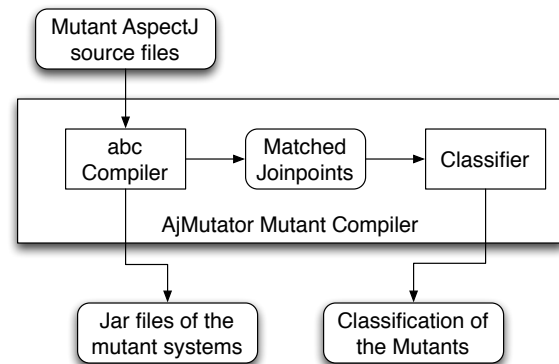 Mutant AspectJ
source files
abc
Compiler
Matched
Joinpoints
Classifier
AjMutator Mutant Compiler
Jar files of the
mutant systems
Classification of
the Mutants